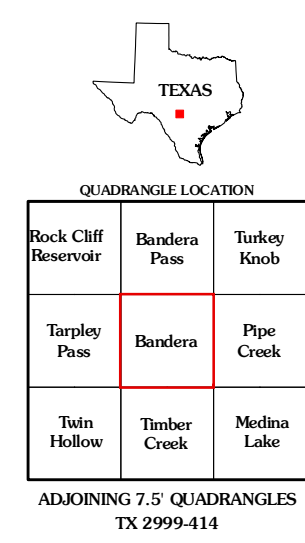 TEXAS
QUADRANGLE LOCATION
Rock Cliff
Reservoir
Bandera
Pass
Turkey
Knob
Tarpley
Pass
Bandera
Pipe
Creek
Twin
Hollow
Timber
Creek
Medina
Lake
ADJOINING 7.5' QUADRANGLES
TX 2999-414